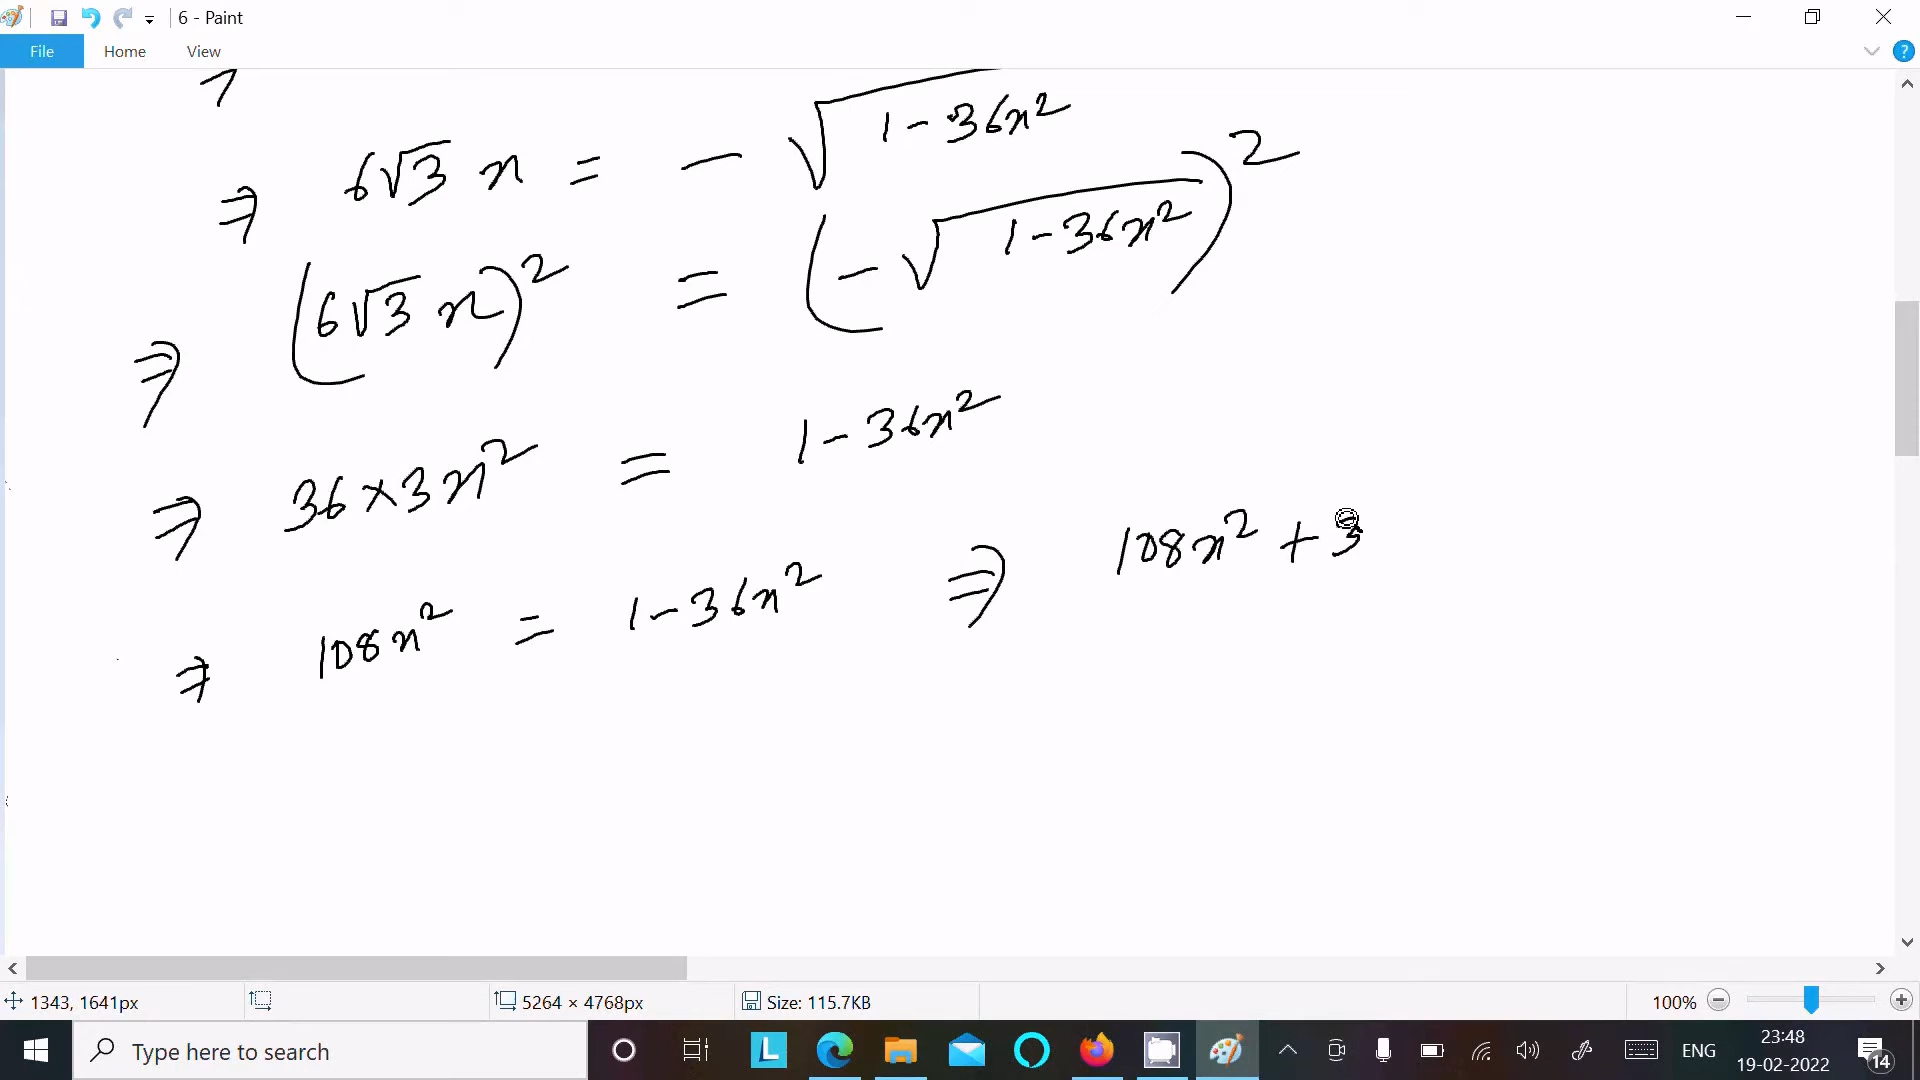 6 - Paint
File Home View
⇒ 6√3 x = - √(1-36x²)
⇒ (6√3 x)² = (-√(1-36x²))²
⇒ 36×3x² = 1-36x²
⇒ 108x² = 1-36x² ⇒ 108x² + 3
1343, 1641px 5264 × 4768px Size: 115.7KB 100%
Type here to search ENG 23:48
19-02-2022 14